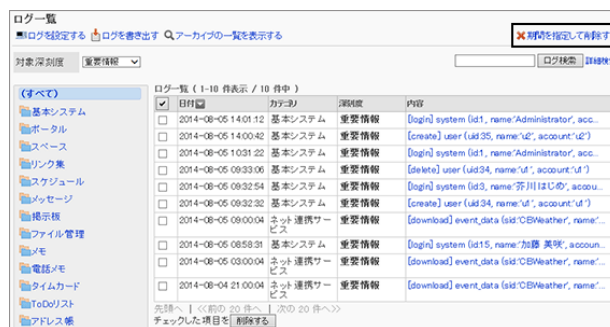 ログ一覧
ログを設定する ログを書き出す アーカイブの一覧を表示する
期間を指定して削除す
対象深刻度 重要情報 ログ検索 詳細検
(すべて)
基本システム
ポータル
スペース
リンク集
スケジュール
メッセージ
掲示板
ファイル管理
メモ
電話メモ
タイムカード
ToDoリスト
アドレス帳
ログ一覧 ( 1-10 件表示 / 10 件中 )
日付 カテゴリ 深刻度 内容
2014-08-05 14:01:12 基本システム 重要情報 [login] system (id:1, name:'Administrator', acc...
2014-08-05 14:00:42 基本システム 重要情報 [create] user (uid:35, name:'u2', account:'u2')
2014-08-05 10:31:22 基本システム 重要情報 [login] system (id:1, name:'Administrator', acc...
2014-08-05 09:33:06 基本システム 重要情報 [delete] user (uid:34, name:'u1', account:'u1')
2014-08-05 09:32:54 基本システム 重要情報 [login] system (id:3, name:'芥川 はじめ', accou...
2014-08-05 09:32:32 基本システム 重要情報 [create] user (uid:34, name:'u1', account:'u1')
2014-08-05 09:00:04 ネット連携サービス 重要情報 [download] event_data (sid:'CBWeather', name:'...
2014-08-05 08:58:31 基本システム 重要情報 [login] system (id:15, name:'加藤 美咲', accoun...
2014-08-05 03:00:04 ネット連携サービス 重要情報 [download] event_data (sid:'CBWeather', name:'...
2014-08-04 21:00:04 ネット連携サービス 重要情報 [download] event_data (sid:'CBWeather', name:'...
先頭へ | <<前の 20 件へ | 次の 20 件へ>>
チェックした項目を 削除する